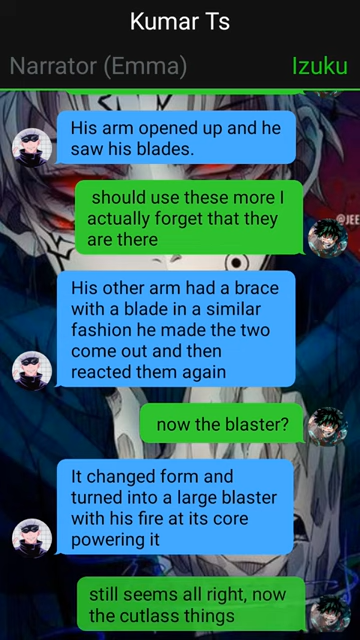 Kumar Ts
Narrator (Emma)
Izuku
His arm opened up and he
saw his blades.
should use these more I
actually forget that they
are there
@JEE
His other arm had a brace
with a blade in a similar
fashion he made the two
come out and then
reacted them again
now the blaster?
It changed form and
turned into a large blaster
with his fire at its core
powering it
still seems all right, now
the cutlass things